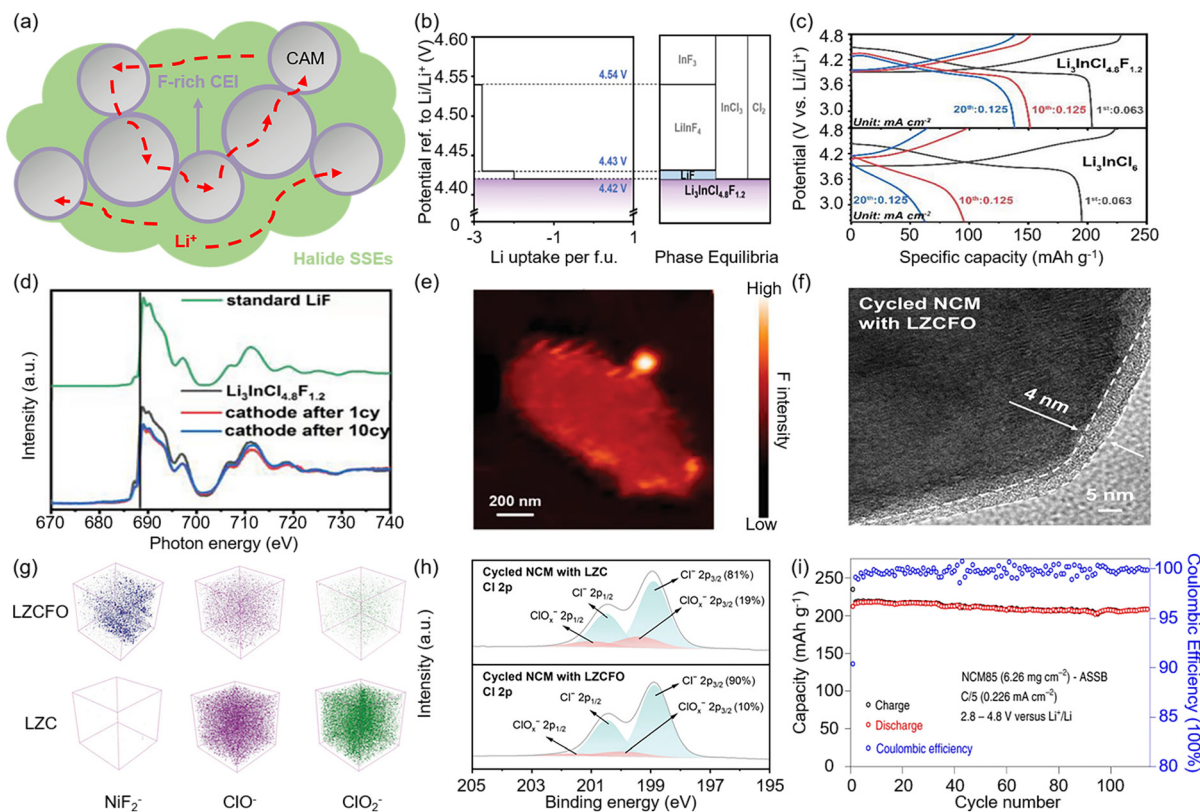 (a)
CAM
F-rich CEI
Li⁺
Halide SSEs
(b)
Potential ref. to Li/Li⁺ (V)
4.60
4.55
4.50
4.45
4.40
0
4.54 V
4.43 V
4.42 V
-3
-1
1
Li uptake per f.u.
InF₃
LiInF₄
InCl₃
Cl₂
LiF
Li₃InCl₄.₈F₁.₂
Phase Equilibria
(c)
Potential (V vs. Li/Li⁺)
4.8
4.2
3.6
3.0
Li₃InCl₄.₈F₁.₂
20ᵗʰ:0.125
10ᵗʰ:0.125
1ˢᵗ:0.063
Unit: mA cm⁻²
4.8
4.2
3.6
3.0
Li₃InCl₆
20ᵗʰ:0.125
10ᵗʰ:0.125
1ˢᵗ:0.063
Unit: mA cm⁻²
0
50
100
150
200
250
Specific capacity (mAh g⁻¹)
(d)
Intensity (a.u.)
standard LiF
Li₃InCl₄.₈F₁.₂
cathode after 1cy
cathode after 10cy
670
680
690
700
710
720
730
740
Photon energy (eV)
(e)
200 nm
High
F intensity
Low
(f)
Cycled NCM
with LZCFO
4 nm
5 nm
(g)
LZCFO
LZC
NiF₂⁻
ClO⁻
ClO₂⁻
(h)
Intensity (a.u.)
Cycled NCM with LZC
Cl 2p
Cl⁻ 2p₁/₂
Cl⁻ 2p₃/₂ (81%)
ClOₓ⁻ 2p₁/₂
ClOₓ⁻ 2p₃/₂ (19%)
Cycled NCM with LZCFO
Cl 2p
Cl⁻ 2p₁/₂
Cl⁻ 2p₃/₂ (90%)
ClOₓ⁻ 2p₁/₂
ClOₓ⁻ 2p₃/₂ (10%)
205
203
201
199
197
195
Binding energy (eV)
(i)
Capacity (mAh g⁻¹)
250
200
150
100
50
0
NCM85 (6.26 mg cm⁻²) - ASSB
C/5 (0.226 mA cm⁻²)
2.8 – 4.8 V versus Li⁺/Li
Charge
Discharge
Coulombic efficiency
0
20
40
60
80
100
Cycle number
100
95
90
85
80
Coulombic Efficiency (100%)